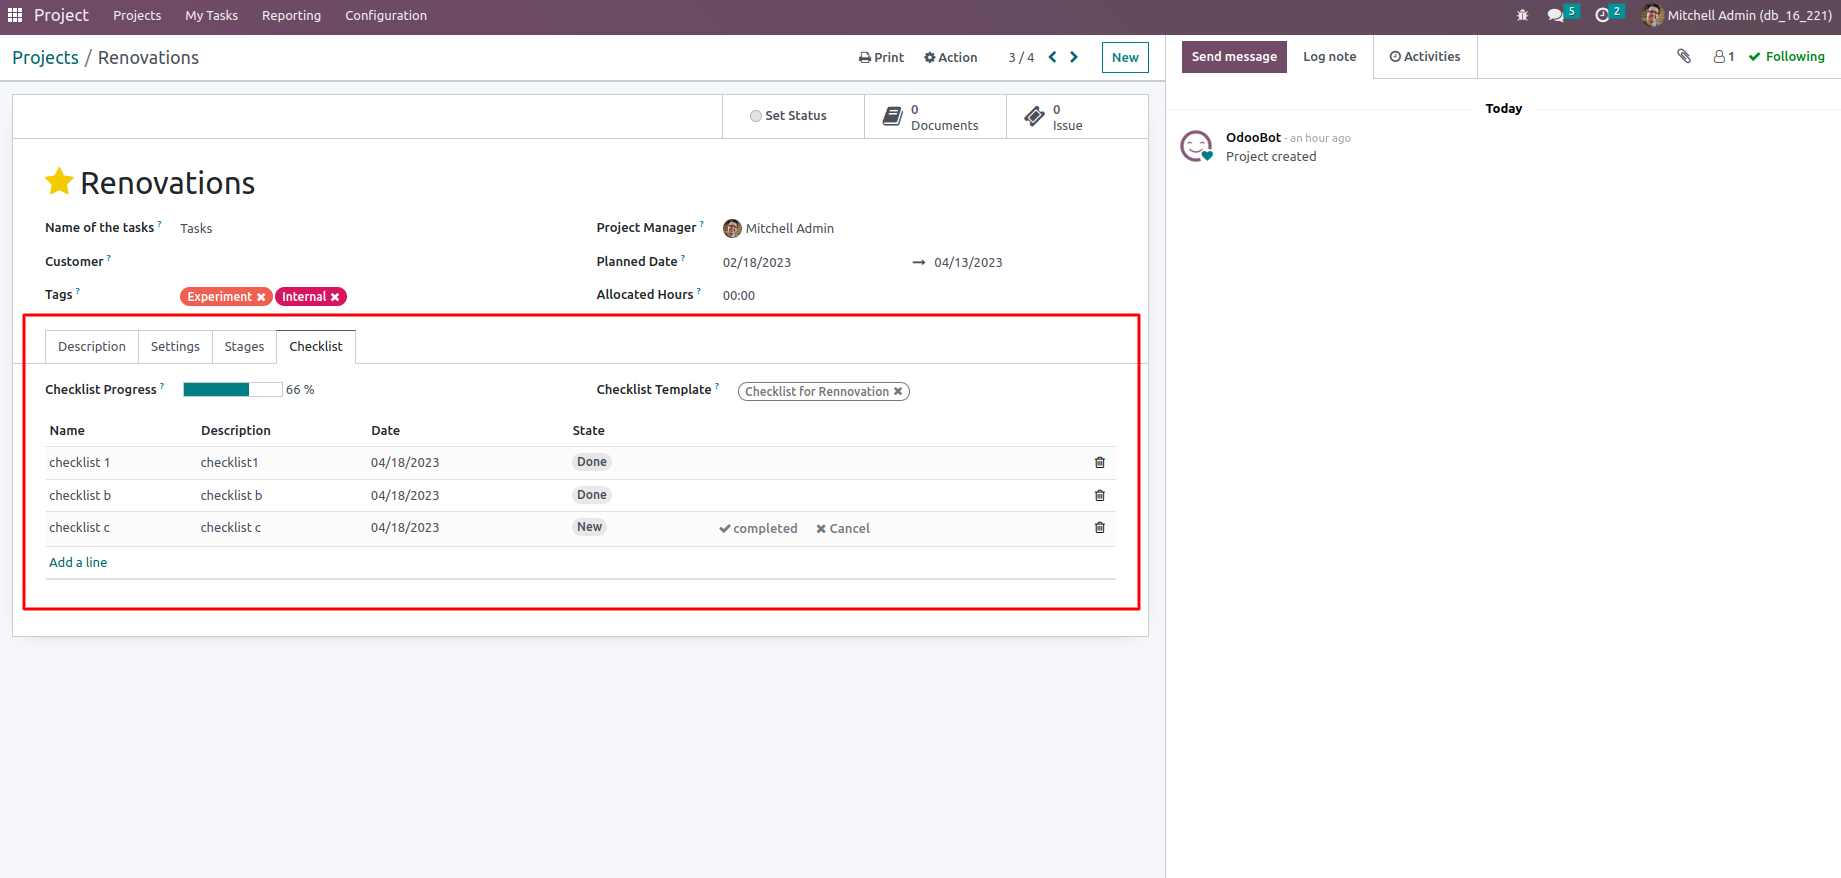 Project Projects My Tasks Reporting Configuration 5 2 Mitchell Admin (db_16_221)
Projects / Renovations Print Action 3 / 4 New Send message Log note Activities 1 Following
Set Status 0 Documents 0 Issue
Today
OdooBot - an hour ago
Project created
Renovations
Name of the tasks ? Tasks Project Manager ? Mitchell Admin
Customer ? Planned Date ? 02/18/2023 → 04/13/2023
Tags ? Experiment Internal Allocated Hours ? 00:00
Description Settings Stages Checklist
Checklist Progress ? 66 % Checklist Template ? Checklist for Rennovation
Name Description Date State
checklist 1 checklist1 04/18/2023 Done
checklist b checklist b 04/18/2023 Done
checklist c checklist c 04/18/2023 New completed Cancel
Add a line